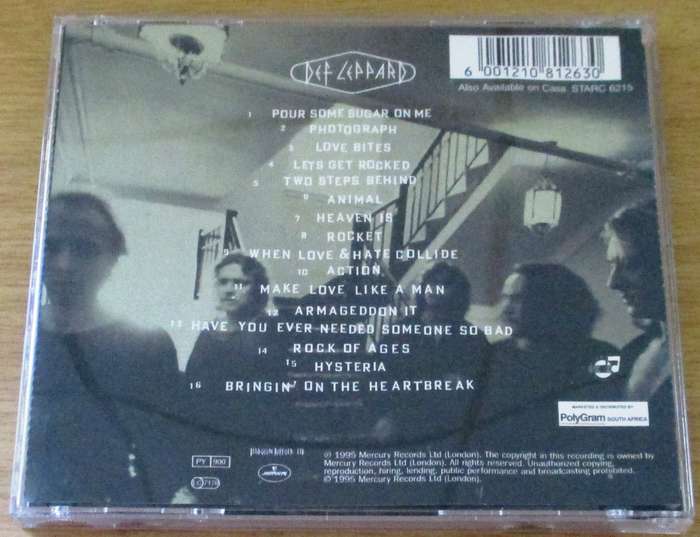 DEF LEPPARD
6 001210 812630
Also Available on Cass STARC 6215
1 POUR SOME SUGAR ON ME
2 PHOTOGRAPH
3 LOVE BITES
4 LETS GET ROCKED
5 TWO STEPS BEHIND
6 ANIMAL
7 HEAVEN IS
8 ROCKET
9 WHEN LOVE & HATE COLLIDE
10 ACTION
11 MAKE LOVE LIKE A MAN
12 ARMAGEDDON IT
13 HAVE YOU EVER NEEDED SOMEONE SO BAD
14 ROCK OF AGES
15 HYSTERIA
16 BRINGIN' ON THE HEARTBREAK
MARKETED & DISTRIBUTED BY
PolyGram SOUTH AFRICA
PY 900
LC 7179
℗ 1995 Mercury Records Ltd (London). The copyright in this recording is owned by
Mercury Records Ltd (London). All rights reserved. Unauthorized copying,
reproduction, hiring, lending, public performance and broadcasting prohibited.
© 1995 Mercury Records Ltd (London).